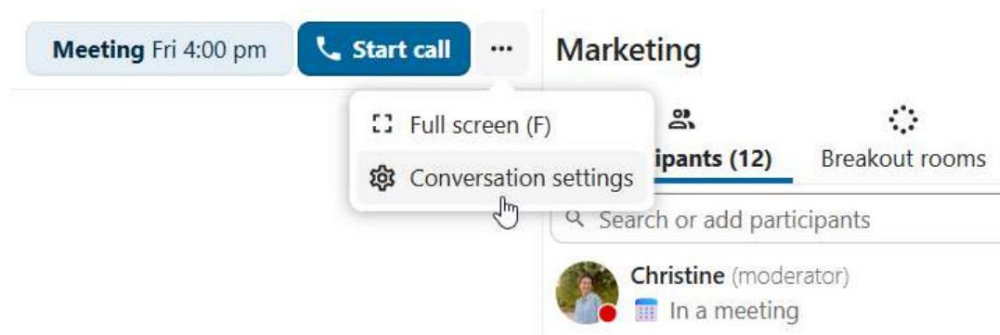 Meeting Fri 4:00 pm
Start call
Marketing
Full screen (F)
Conversation settings
ipants (12)
Breakout rooms
Search or add participants
Christine (moderator)
In a meeting